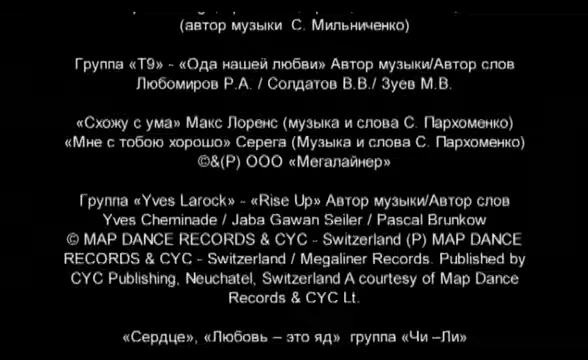 (автор музыки С. Мильниченко)
Группа «Т9» - «Ода нашей любви» Автор музыки/Автор слов
Любомиров Р.А. / Солдатов В.В./ Зуев М.В.
«Схожу с ума» Макс Лоренс (музыка и слова С. Пархоменко)
«Мне с тобою хорошо» Серега (Музыка и слова С. Пархоменко)
©&(P) ООО «Мегалайнер»
Группа «Yves Larock» - «Rise Up» Автор музыки/Автор слов
Yves Cheminade / Jaba Gawan Seiler / Pascal Brunkow
© MAP DANCE RECORDS & CYC - Switzerland (P) MAP DANCE
RECORDS & CYC - Switzerland / Megaliner Records. Published by
CYC Publishing, Neuchatel, Switzerland A courtesy of Map Dance
Records & CYC Lt.
«Сердце», «Любовь – это яд» группа «Чи –Ли»